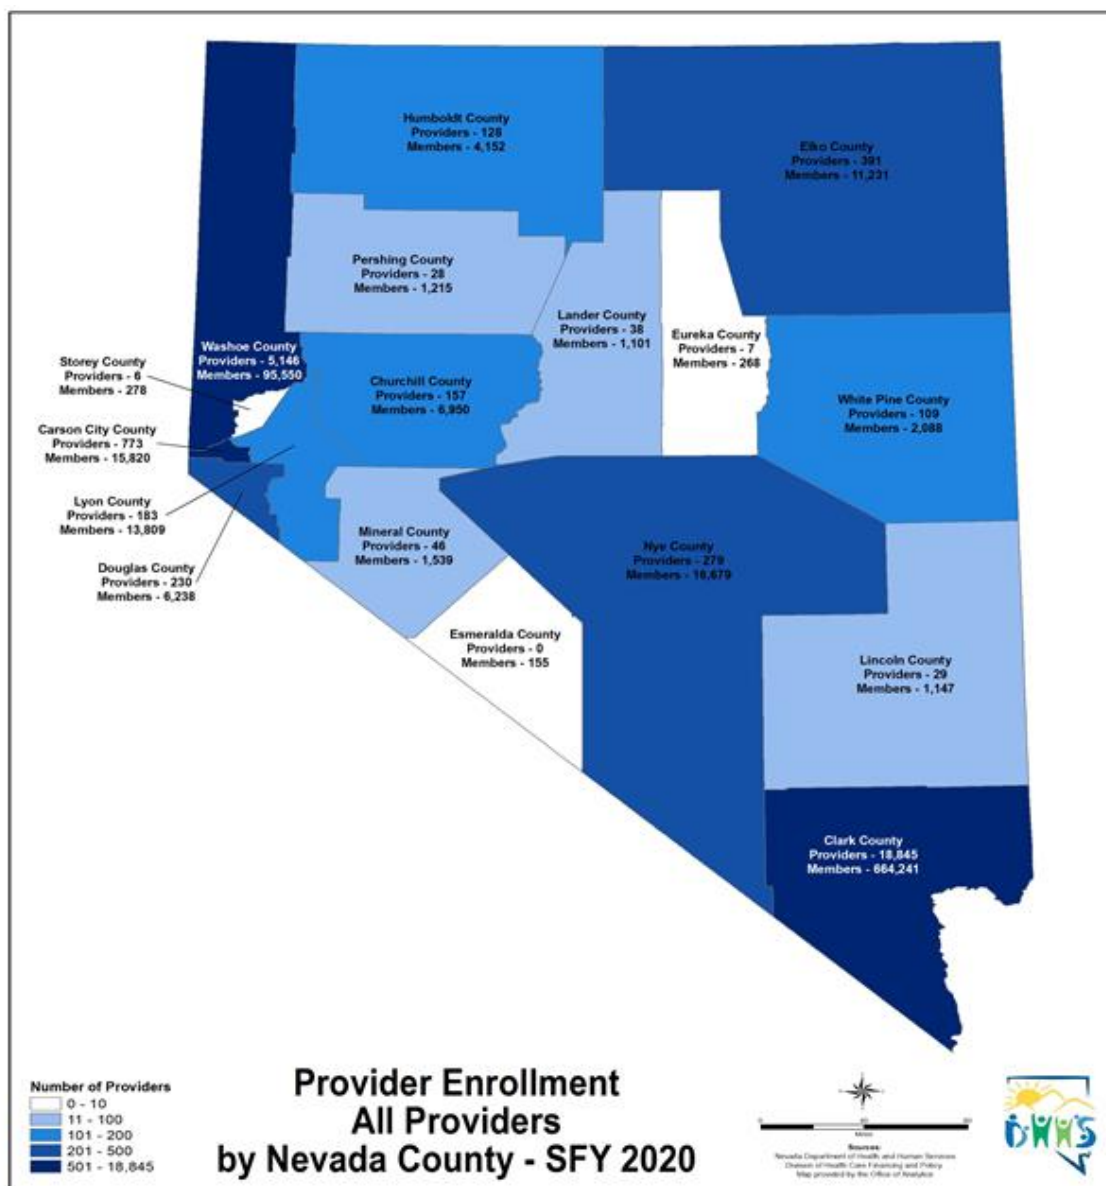 Humboldt County
Providers - 128
Members - 4,152
Elko County
Providers - 391
Members - 11,231
Pershing County
Providers - 28
Members - 1,215
Lander County
Providers - 38
Members - 1,101
Eureka County
Providers - 7
Members - 268
Washoe County
Providers - 5,146
Members - 95,550
Storey County
Providers - 6
Members - 278
Churchill County
Providers - 157
Members - 6,950
White Pine County
Providers - 109
Members - 2,088
Carson City County
Providers - 773
Members - 15,820
Lyon County
Providers - 183
Members - 13,809
Mineral County
Providers - 46
Members - 1,539
Nye County
Providers - 279
Members - 16,679
Douglas County
Providers - 230
Members - 6,238
Esmeralda County
Providers - 0
Members - 155
Lincoln County
Providers - 29
Members - 1,147
Clark County
Providers - 18,845
Members - 664,241
Number of Providers
0 - 10
11 - 100
101 - 200
201 - 500
501 - 18,845
Provider Enrollment
All Providers
by Nevada County - SFY 2020
Miles
Sources:
Nevada Department of Health and Human Services
Division of Health Care Financing and Policy
Map provided by the Office of Analytics
DHHS